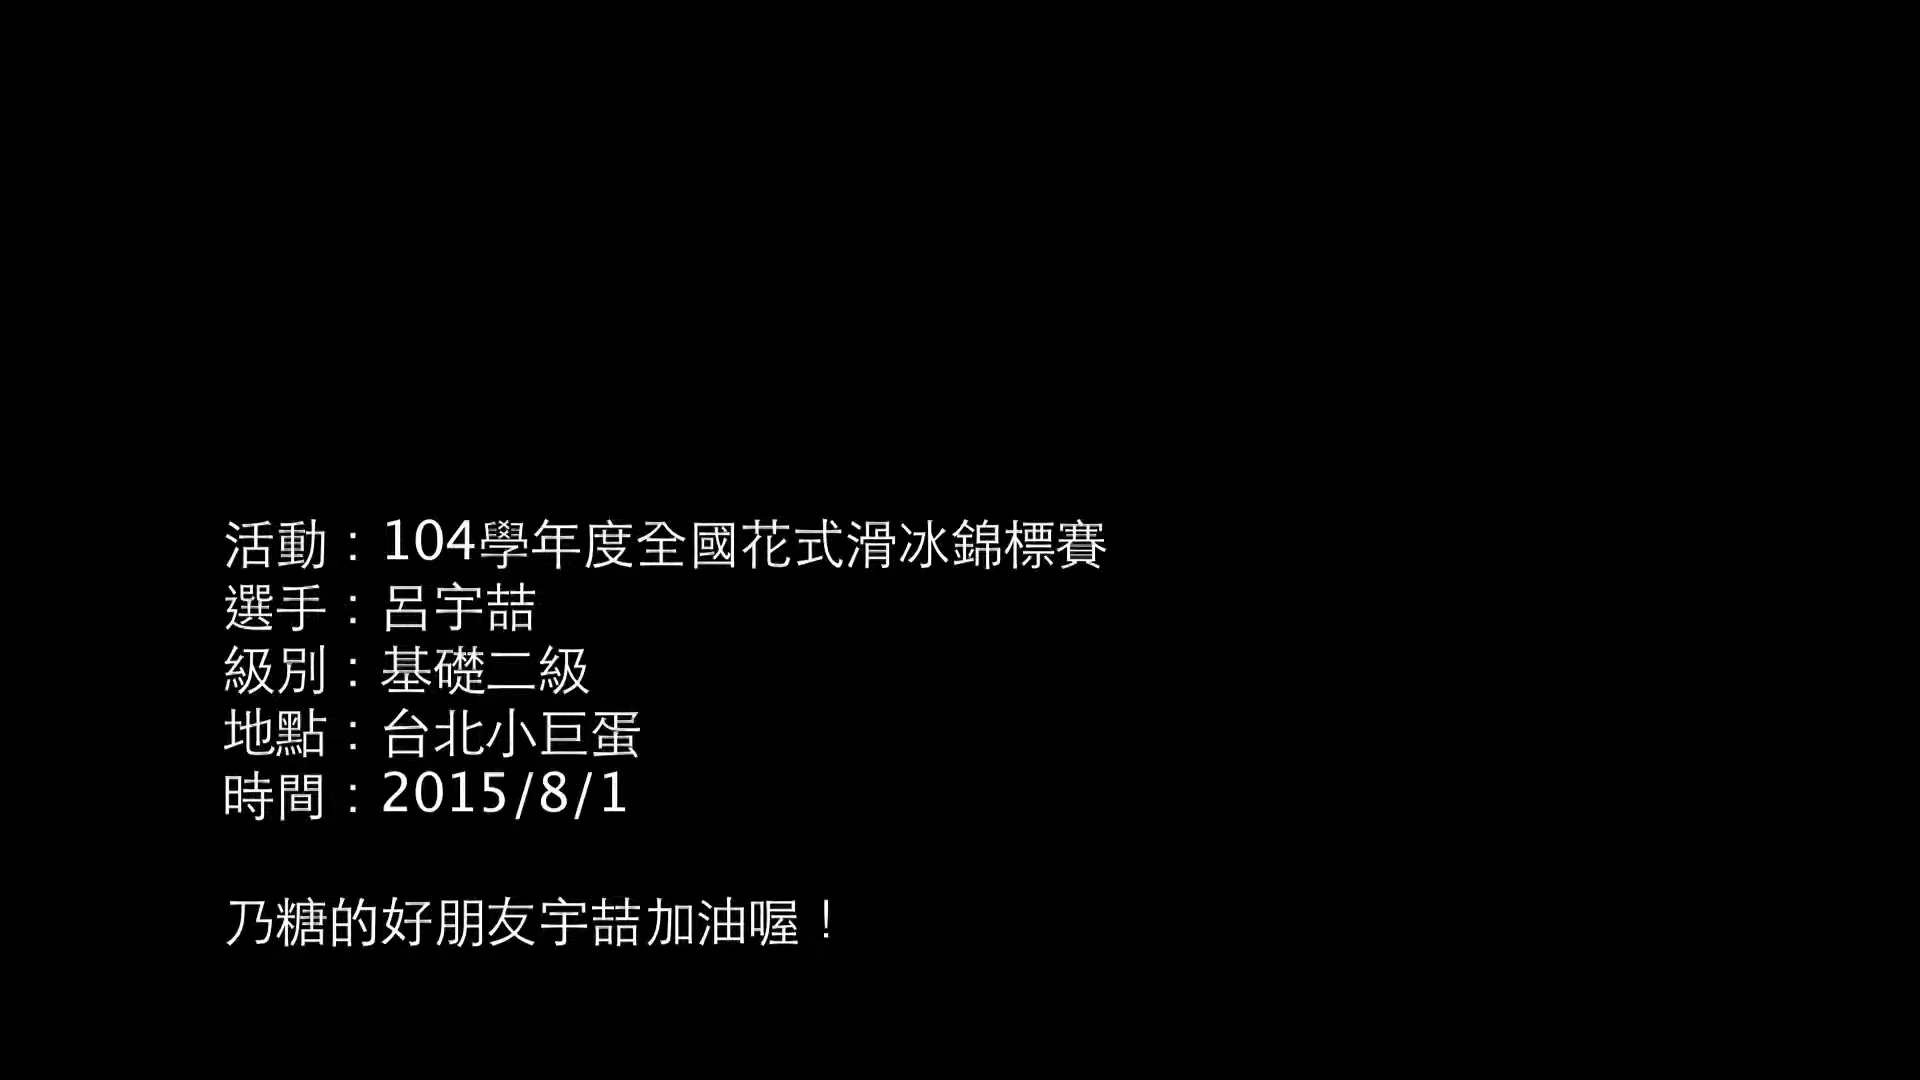 活動：104學年度全國花式滑冰錦標賽
選手：呂宇喆
級別：基礎二級
地點：台北小巨蛋
時間：2015/8/1
乃糖的好朋友宇喆加油喔！